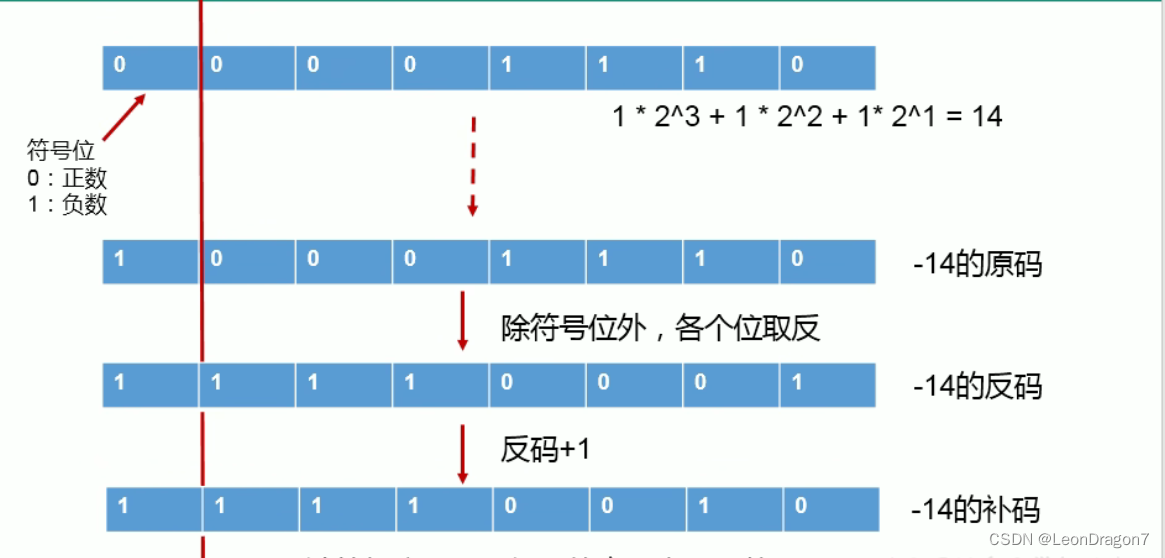 0 0 0 0 1 1 1 0
1 * 2^3 + 1 * 2^2 + 1* 2^1 = 14
符号位
0：正数
1：负数
1 0 0 0 1 1 1 0 -14的原码
除符号位外，各个位取反
1 1 1 1 0 0 0 1 -14的反码
反码+1
1 1 1 1 0 0 1 0 -14的补码
CSDN @LeonDragon7